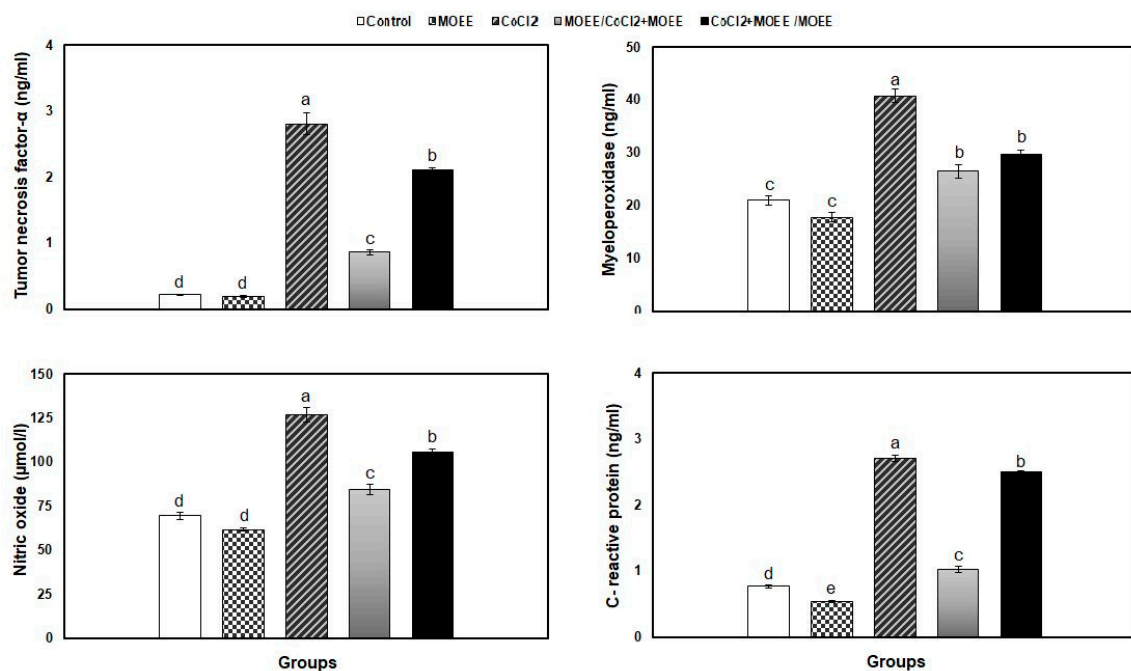 Control MOEE CoCl2 MOEE/CoCl2+MOEE CoCl2+MOEE /MOEE
Tumor necrosis factor-α (ng/ml)
4
3
2
1
0
d
d
a
c
b
Myeloperoxidase (ng/ml)
50
40
30
20
10
0
c
c
a
b
b
Nitric oxide (µmol/l)
150
125
100
75
50
25
0
d
d
a
c
b
Groups
C- reactive protein (ng/ml)
4
3
2
1
0
d
e
a
c
b
Groups